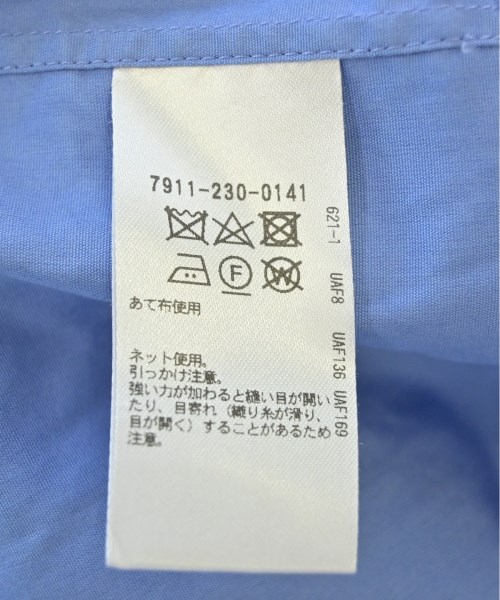 7911-230-0141
F W
あて布使用
ネット使用。
引っかけ注意。
強い力が加わると縫い目が開い
たり、目寄れ（織り糸が滑り、
目が開く）することがあるため
注意。
621-1 UAF8 UAF136 UAF169